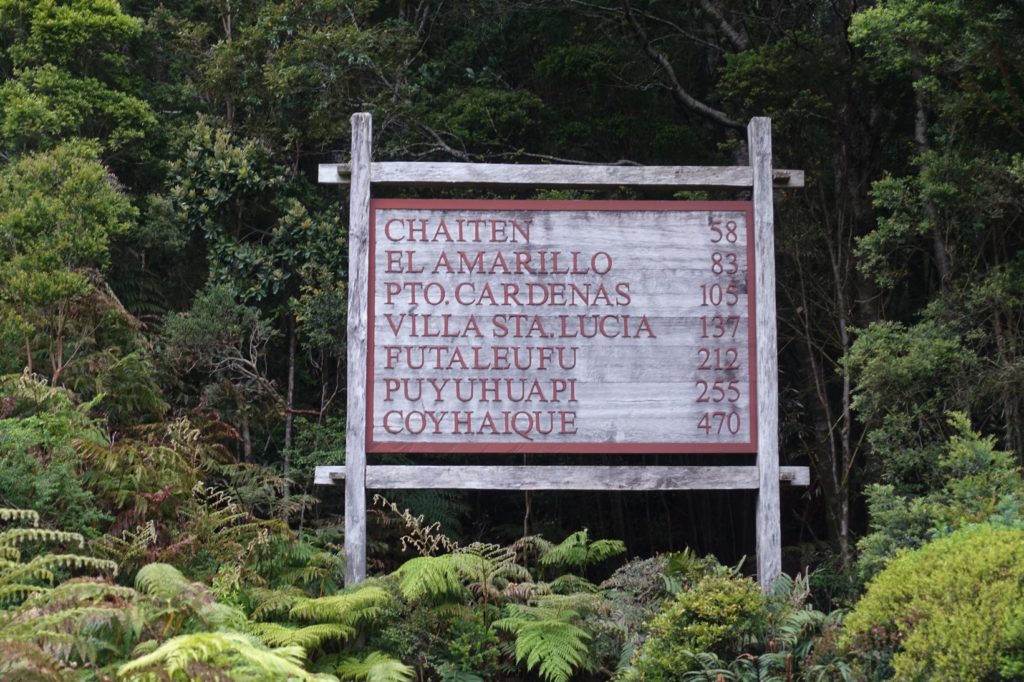 CHAITEN 58
EL AMARILLO 83
PTO. CARDENAS 105
VILLA STA. LUCIA 137
FUTALEUFU 212
PUYUHUAPI 255
COYHAIQUE 470